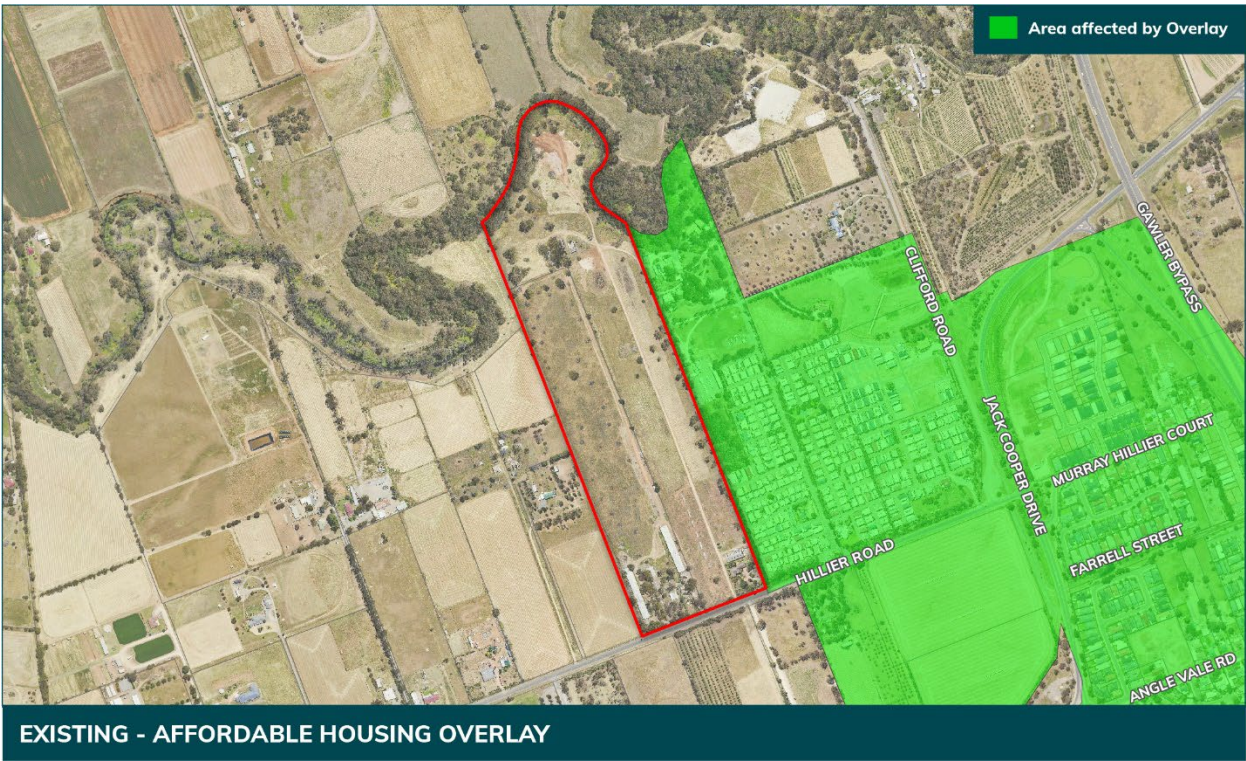 Area affected by Overlay
GAWLER BYPASS
CLIFFORD ROAD
JACK COOPER DRIVE
MURRAY HILLIER COURT
HILLIER ROAD
FARRELL STREET
ANGLE VALE RD
EXISTING - AFFORDABLE HOUSING OVERLAY